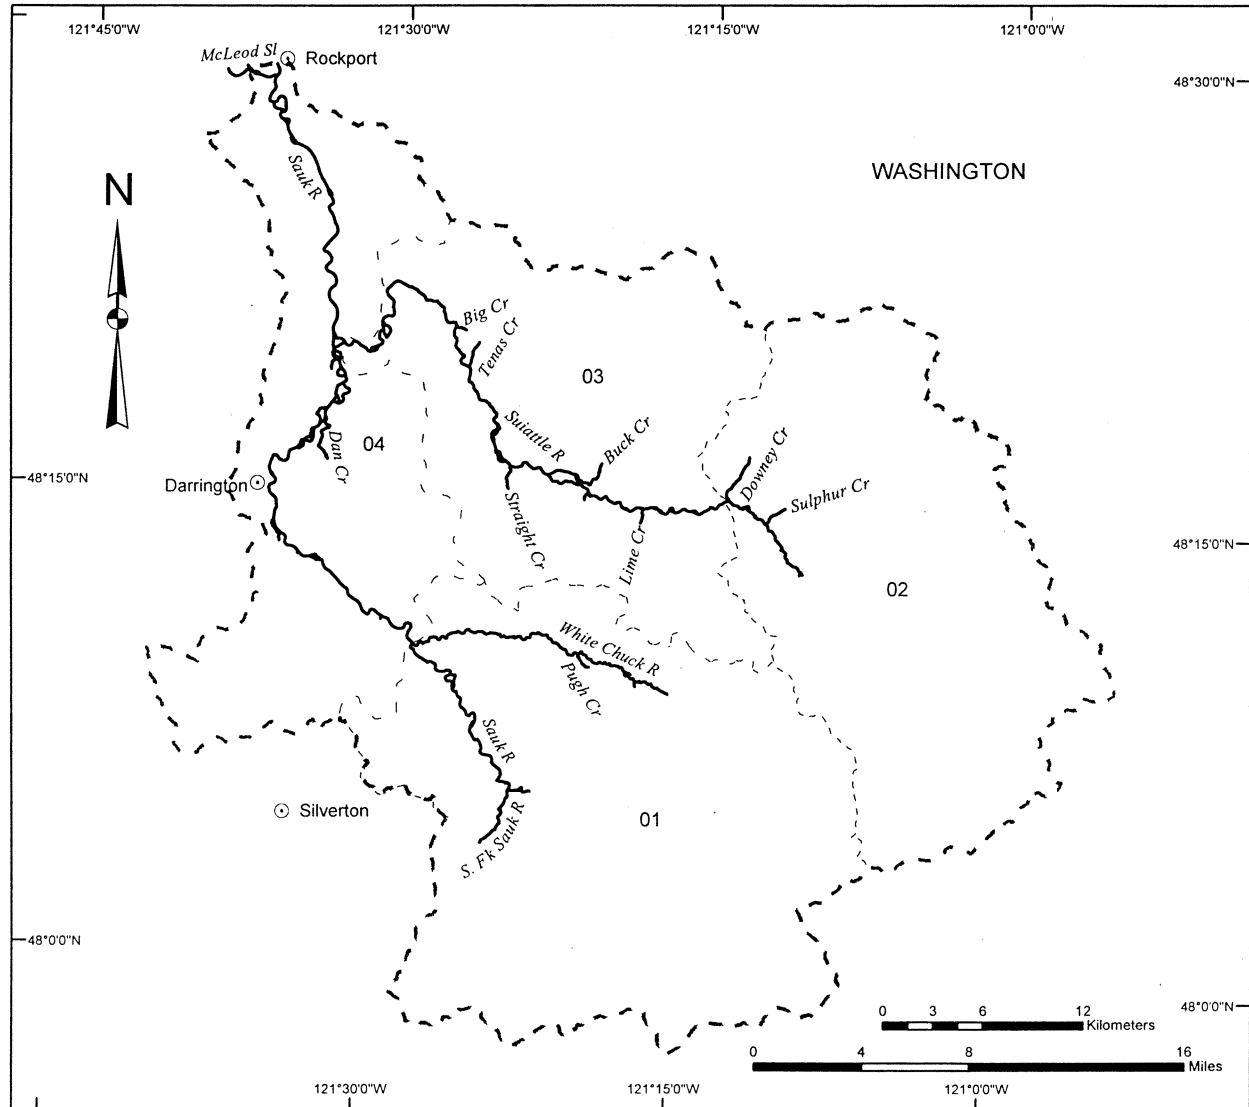 121°45'0"W
121°30'0"W
121°15'0"W
121°0'0"W
McLeod Sl
Rockport
48°30'0"N
WASHINGTON
N
Sauk R
Big Cr
Tenas Cr
03
04
Dan Cr
Suiattle R
Buck Cr
Downey Cr
Sulphur Cr
48°15'0"N
Darrington
Straight Cr
Lime Cr
48°15'0"N
02
White Chuck R
Pugh Cr
Sauk R
Silverton
01
S. Fk Sauk R
48°0'0"N
48°0'0"N
0 3 6 12
Kilometers
0 4 8 16
Miles
121°30'0"W
121°15'0"W
121°0'0"W